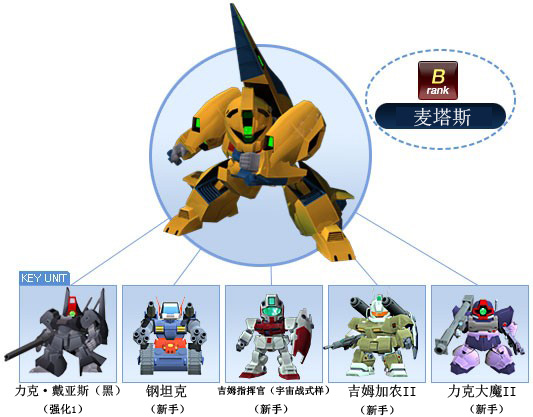 B
rank
麦塔斯
KEY UNIT
力克·戴亚斯（黑）
（强化1）
钢坦克
（新手）
吉姆指挥官（宇宙战式样）
（新手）
吉姆加农II
（新手）
力克大魔II
（新手）